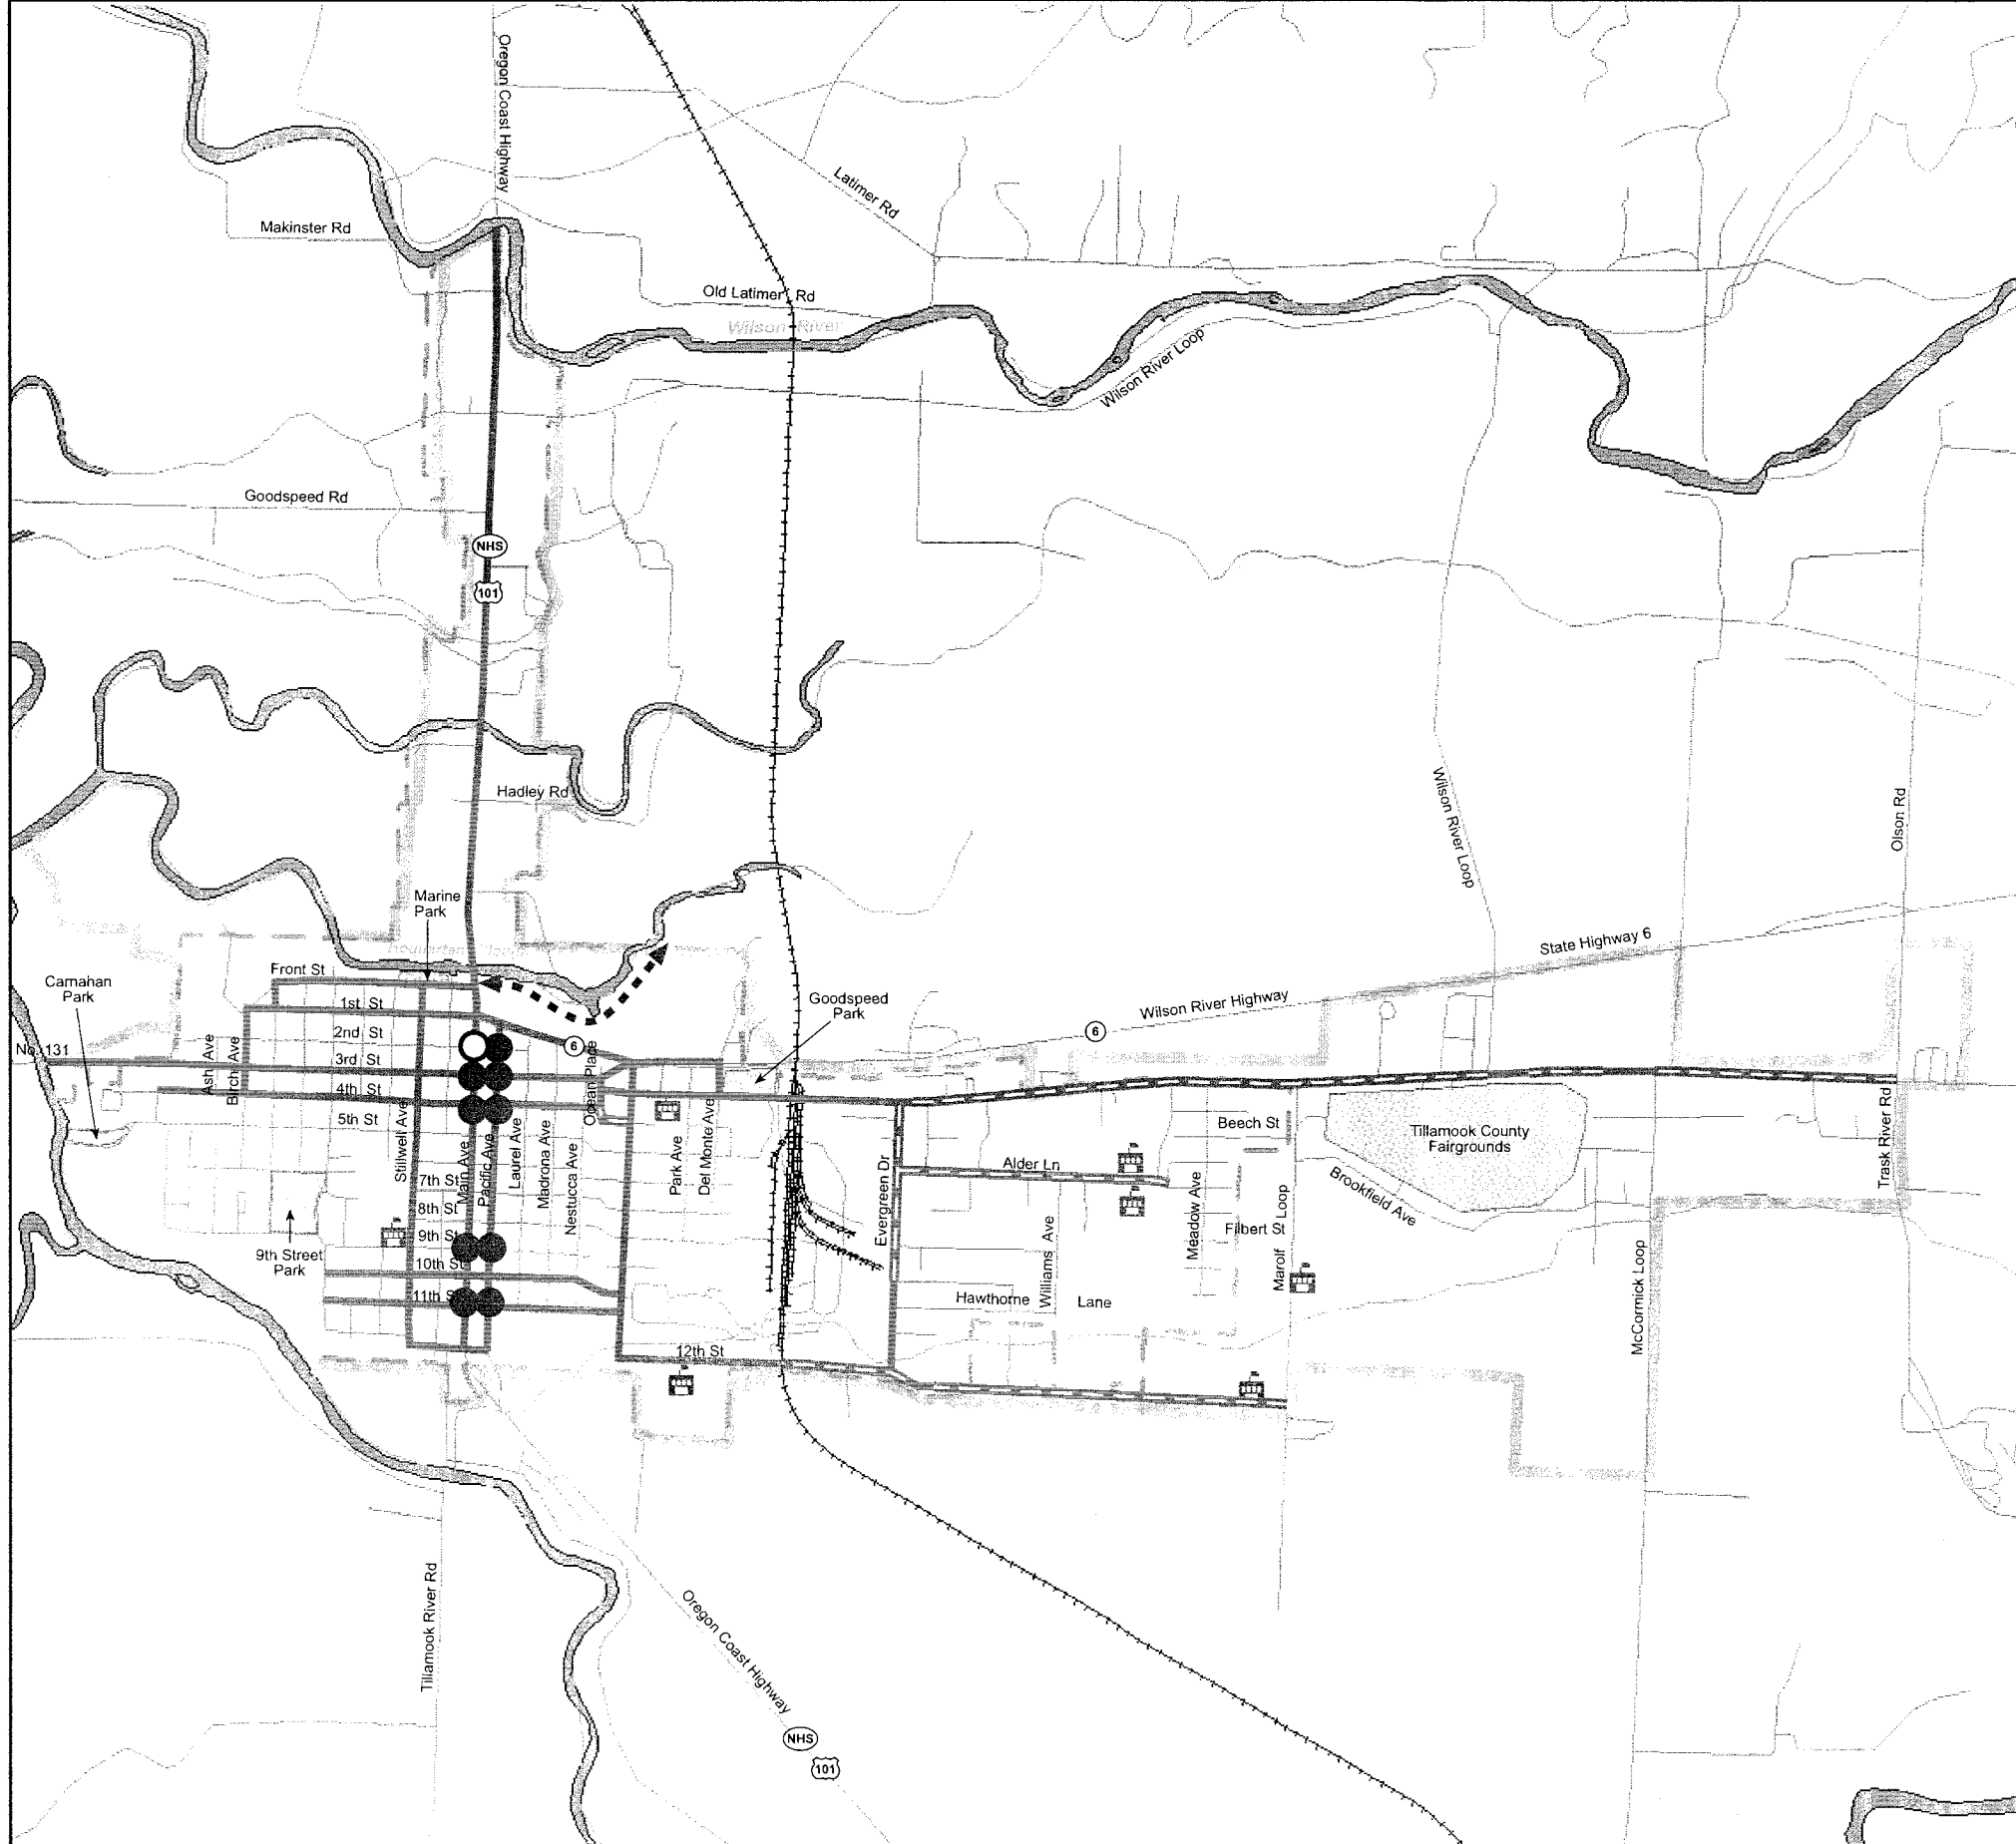 Oregon Coast Highway
Latimer Rd
Makinster Rd
Old Latimer Rd
Wilson River
Wilson River Loop
Goodspeed Rd
NHS
101
Hadley Rd
Wilson River Loop
Olson Rd
Marine
Park
State Highway 6
Front St
Carnahan
Park
Goodspeed
Park
Wilson River Highway
1st St
2nd St
6
6
No. 131
3rd St
Ash Ave
Birch Ave
Ocean Place
4th St
5th St
Stillwell Ave
Main Ave
Pacific Ave
Laurel Ave
Madrona Ave
Nestucca Ave
Park Ave
Del Monte Ave
Beech St
Tillamook County
Fairgrounds
Trask River Rd
Alder Ln
7th St
Evergreen Dr
Brookfield Ave
8th St
Meadow Ave
Williams Ave
Filbert St
Marolf Loop
9th St
9th Street
Park
10th St
11th St
Hawthorne Lane
McCormick Loop
12th St
Tillamook River Rd
Oregon Coast Highway
NHS
101